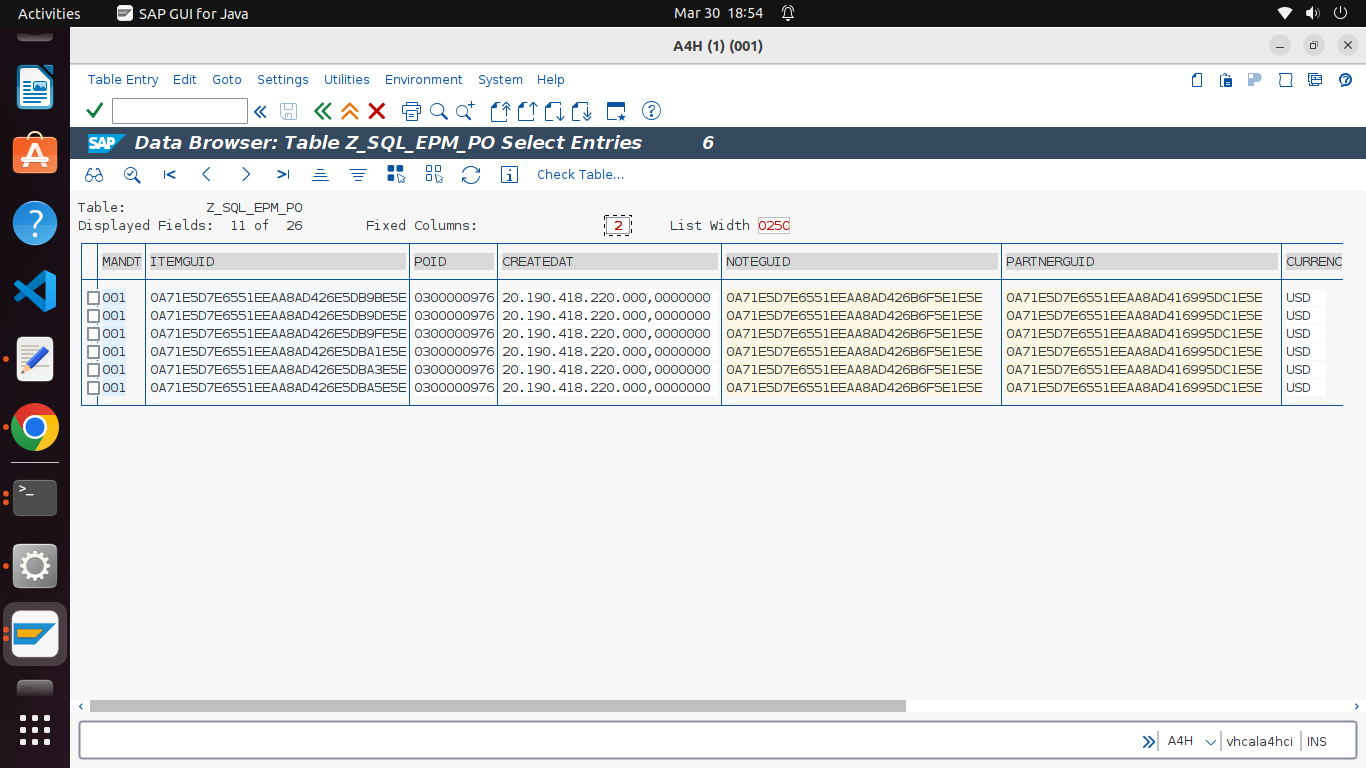 Activities SAP GUI for Java Mar 30 18:54
A4H (1) (001)
Table Entry Edit Goto Settings Utilities Environment System Help
SAP Data Browser: Table Z_SQL_EPM_PO Select Entries 6
Check Table...
Table: Z_SQL_EPM_PO
Displayed Fields: 11 of 26 Fixed Columns: 2 List Width 0250
MANDT ITEMGUID POID CREATEDAT NOTEGUID PARTNERGUID CURRENC
001 0A71E5D7E6551EEAA8AD426E5DB9BE5E 0300000976 20.190.418.220.000,0000000 0A71E5D7E6551EEAA8AD426B6F5E1E5E 0A71E5D7E6551EEAA8AD416995DC1E5E USD
001 0A71E5D7E6551EEAA8AD426E5DB9DE5E 0300000976 20.190.418.220.000,0000000 0A71E5D7E6551EEAA8AD426B6F5E1E5E 0A71E5D7E6551EEAA8AD416995DC1E5E USD
001 0A71E5D7E6551EEAA8AD426E5DB9FE5E 0300000976 20.190.418.220.000,0000000 0A71E5D7E6551EEAA8AD426B6F5E1E5E 0A71E5D7E6551EEAA8AD416995DC1E5E USD
001 0A71E5D7E6551EEAA8AD426E5DBA1E5E 0300000976 20.190.418.220.000,0000000 0A71E5D7E6551EEAA8AD426B6F5E1E5E 0A71E5D7E6551EEAA8AD416995DC1E5E USD
001 0A71E5D7E6551EEAA8AD426E5DBA3E5E 0300000976 20.190.418.220.000,0000000 0A71E5D7E6551EEAA8AD426B6F5E1E5E 0A71E5D7E6551EEAA8AD416995DC1E5E USD
001 0A71E5D7E6551EEAA8AD426E5DBA5E5E 0300000976 20.190.418.220.000,0000000 0A71E5D7E6551EEAA8AD426B6F5E1E5E 0A71E5D7E6551EEAA8AD416995DC1E5E USD
A4H vhcala4hci INS